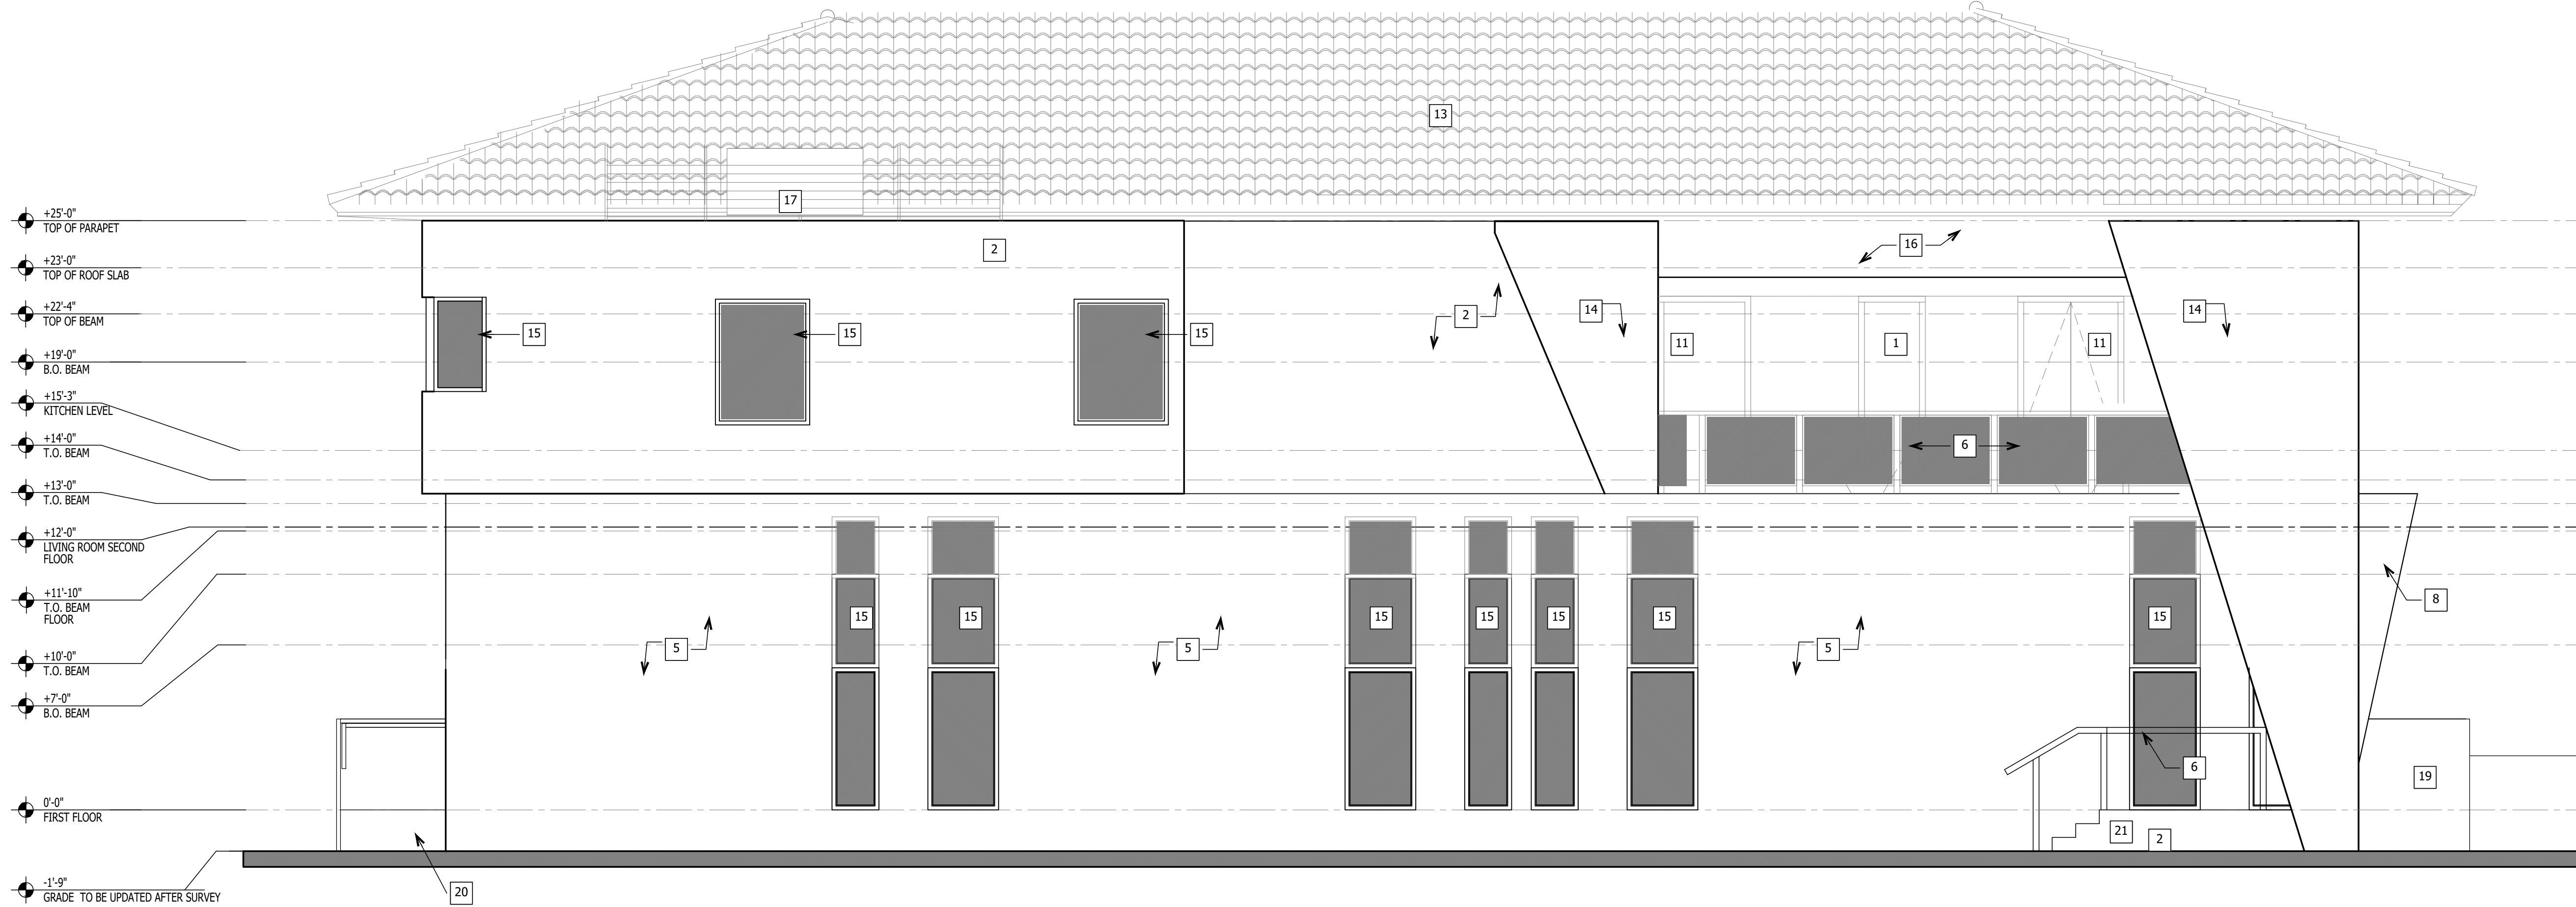 13
17
+25'-0"
TOP OF PARAPET
2
16
+23'-0"
TOP OF ROOF SLAB
+22'-4"
TOP OF BEAM
15
15
15
2
14
11
1
11
14
+19'-0"
B.O. BEAM
+15'-3"
KITCHEN LEVEL
+14'-0"
T.O. BEAM
6
+13'-0"
T.O. BEAM
+12'-0"
LIVING ROOM SECOND
FLOOR
+11'-10"
T.O. BEAM
FLOOR
8
15
15
15
15
15
15
15
5
5
5
+10'-0"
T.O. BEAM
+7'-0"
B.O. BEAM
6
19
0'-0"
FIRST FLOOR
21
2
-1'-9"
GRADE TO BE UPDATED AFTER SURVEY
20